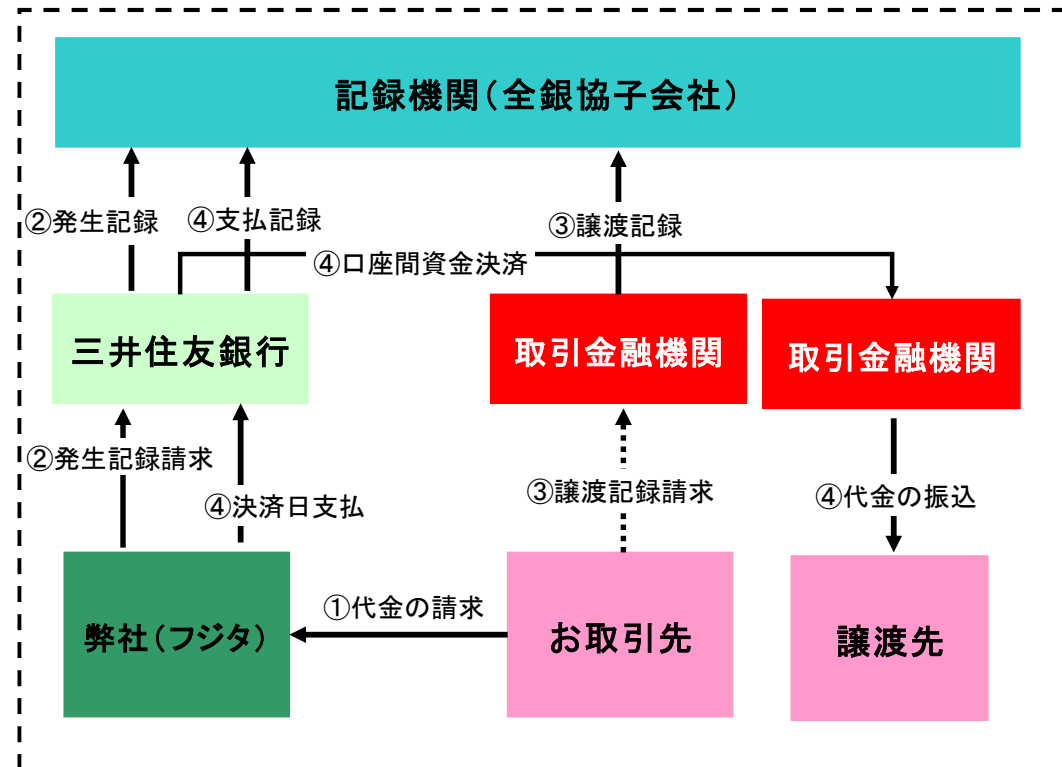 記録機関(全銀協子会社)
②発生記録
④支払記録
③譲渡記録
④口座間資金決済
三井住友銀行
取引金融機関
取引金融機関
②発生記録請求
④決済日支払
③譲渡記録請求
④代金の振込
①代金の請求
弊社(フジタ)
お取引先
譲渡先